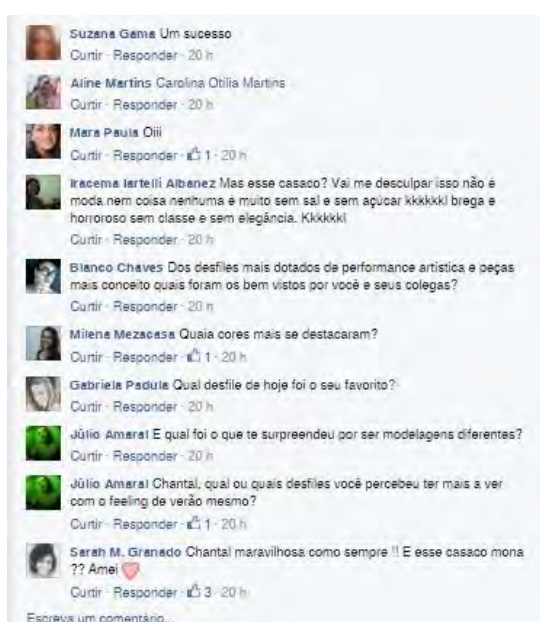 Suzana Gama Um sucesso
Curtir · Responder · 20 h
Aline Martins Carolina Otilia Martins
Curtir · Responder · 20 h
Mara Paula Oiii
Curtir · Responder · 1 · 20 h
Iracema Iartelli Albanez Mas esse casaco? Vai me desculpar isso não é
moda nem coisa nenhuma é muito sem sal e sem açúcar kkkkkkl brega e
horroroso sem classe e sem elegância. Kkkkkkl
Curtir · Responder · 20 h
Bianco Chaves Dos desfiles mais dotados de performance artística e peças
mais conceito quais foram os bem vistos por você e seus colegas?
Curtir · Responder · 20 h
Milena Mezacasa Quaia cores mais se destacaram?
Curtir · Responder · 1 · 20 h
Gabriela Padula Qual desfile de hoje foi o seu favorito?
Curtir · Responder · 20 h
Júlio Amaral E qual foi o que te surpreendeu por ser modelagens diferentes?
Curtir · Responder · 20 h
Júlio Amaral Chantal, qual ou quais desfiles você percebeu ter mais a ver
com o feeling de verão mesmo?
Curtir · Responder · 1 · 20 h
Sarah M. Granado Chantal maravilhosa como sempre !! E esse casaco mona
?? Amei
Curtir · Responder · 3 · 20 h
Escreva um comentário...